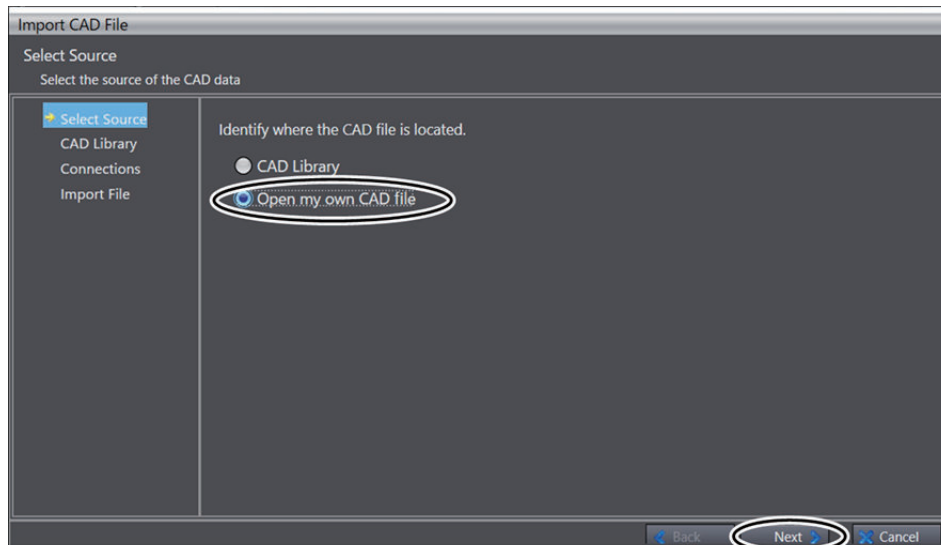 Import CAD File
Select Source
Select the source of the CAD data
Select Source
CAD Library
Connections
Import File
Identify where the CAD file is located.
CAD Library
Open my own CAD file
Back
Next
Cancel